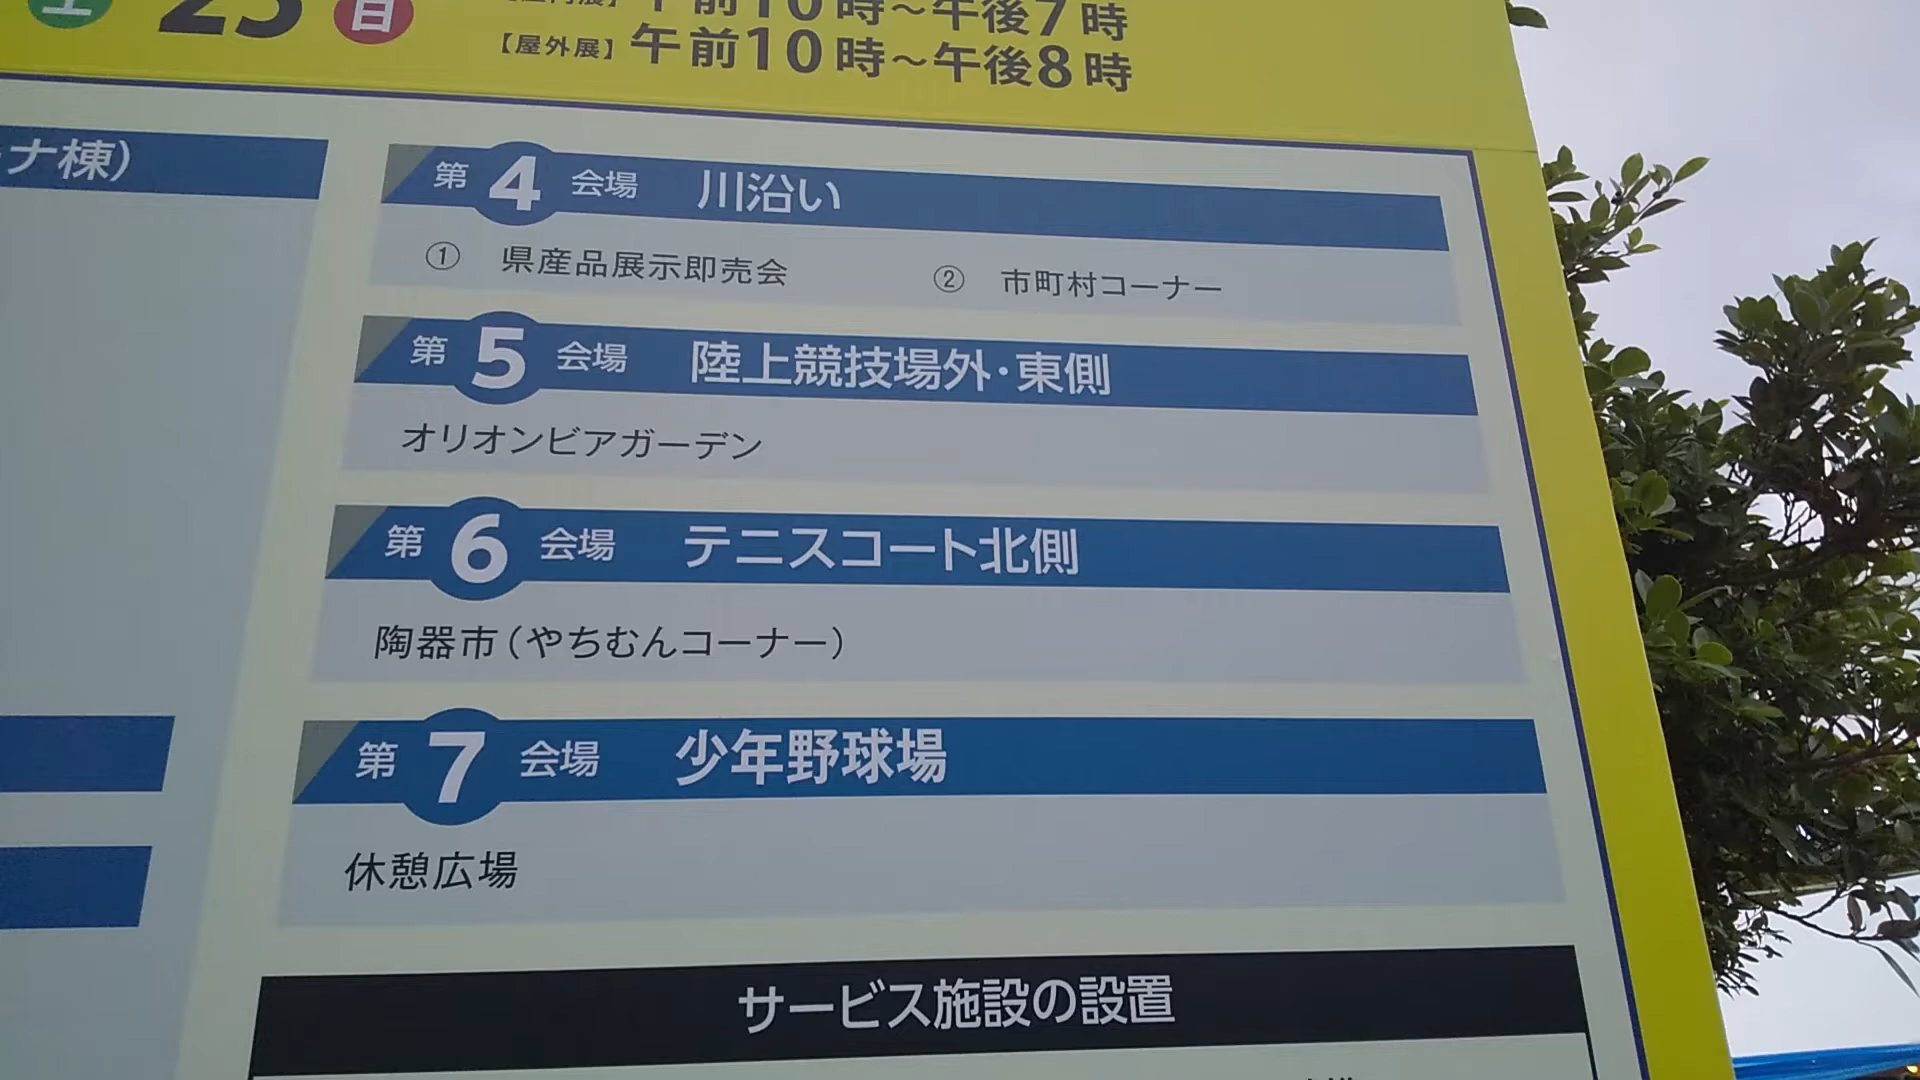 土 23 日
午前10時～午後7時
【屋外展】午前10時～午後8時
ナ棟）
第4会場 川沿い
① 県産品展示即売会 ② 市町村コーナー
第5会場 陸上競技場外・東側
オリオンビアガーデン
第6会場 テニスコート北側
陶器市（やちむんコーナー）
第7会場 少年野球場
休憩広場
サービス施設の設置